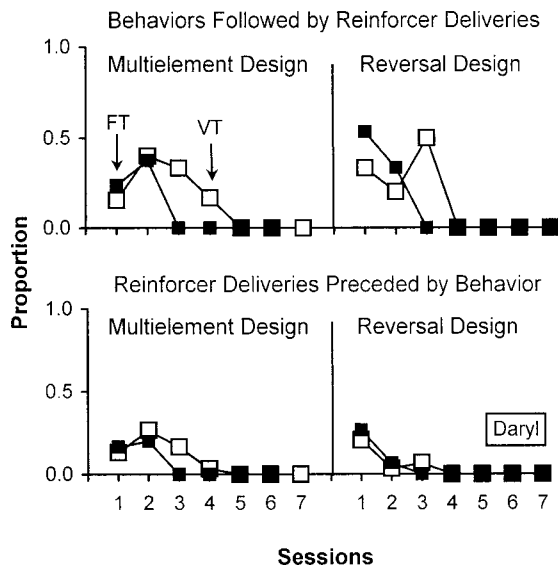 Behaviors Followed by Reinforcer Deliveries
Multielement Design Reversal Design
1.0
FT VT
0.5
0.0
Proportion
Reinforcer Deliveries Preceded by Behavior
Multielement Design Reversal Design
1.0
0.5
Daryl
0.0
1 2 3 4 5 6 7 1 2 3 4 5 6 7
Sessions